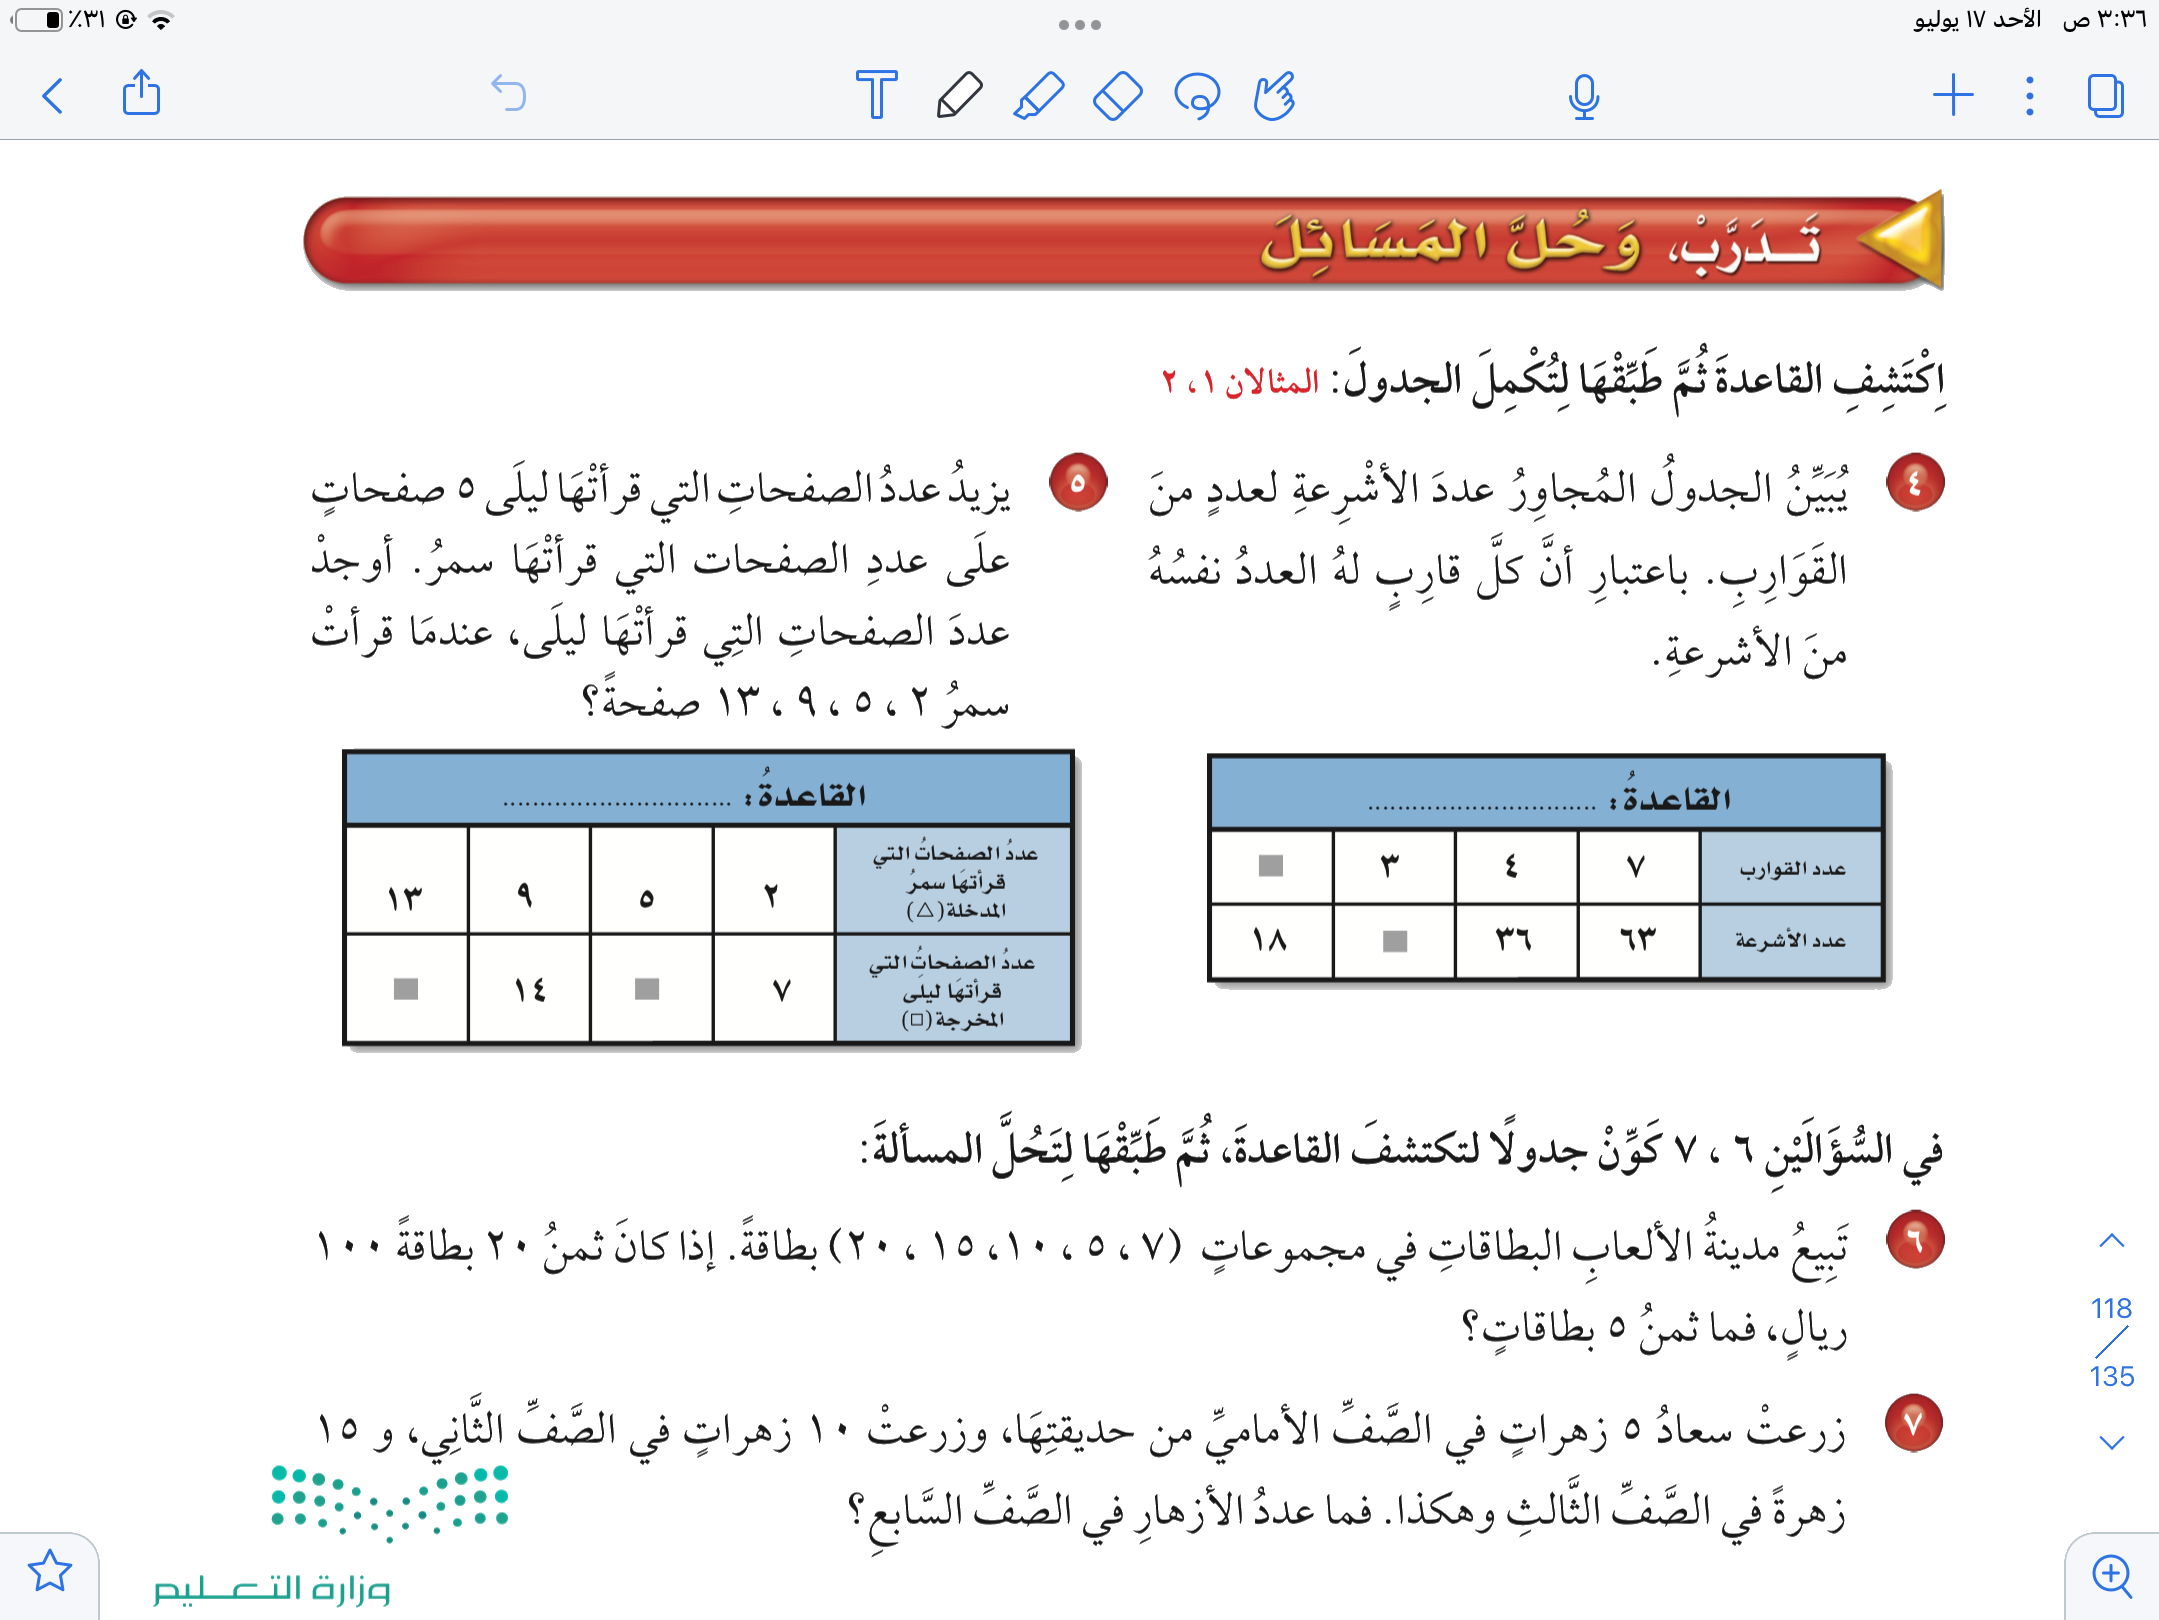 ٣:٣٦ ص الأحد ١٧ يوليو
٣١٪
تَـدَرَّبْ، وَحُلَّ المَسَائِلَ
اِكْتَشِفِ القاعدةَ ثُمَّ طَبِّقْهَا لِتُكْمِلَ الجدولَ: المثالان ١، ٢
٤ يُبَيِّنُ الجدولُ المُجاوِرُ عددَ الأشْرِعةِ لعددٍ منَ
القَوَارِبِ. باعتبارِ أنَّ كلَّ قارِبٍ لهُ العددُ نفسُهُ
منَ الأشرعةِ.
القاعدةُ: ..............................
عدد القوارب ٧ ٤ ٣ ■
عدد الأشرعة ٦٣ ٣٦ ■ ١٨
٥ يزيدُ عددُ الصفحاتِ التي قرأتْهَا ليلَى ٥ صفحاتٍ
علَى عددِ الصفحات التي قرأتْهَا سمرُ. أوجدْ
عددَ الصفحاتِ التِي قرأتْهَا ليلَى، عندمَا قرأتْ
سمرُ ٢ ، ٥ ، ٩ ، ١٣ صفحةً؟
القاعدةُ: ..............................
عددُ الصفحاتُ التي
قرأتهَا سمرُ
المدخلة (△) ٢ ٥ ٩ ١٣
عددُ الصفحاتُ التي
قرأتهَا ليلَى
المخرجة (□) ٧ ■ ١٤ ■
في السُّؤَالَيْنِ ٦ ، ٧ كَوِّنْ جدولًا لتكتشفَ القاعدةَ، ثُمَّ طَبِّقْهَا لِتَحُلَّ المسألةَ:
٦ تَبِيعُ مدينةُ الألعابِ البطاقاتِ في مجموعاتٍ (٧ ، ٥ ، ١٠، ١٥ ، ٢٠) بطاقةً. إذا كانَ ثمنُ ٢٠ بطاقةً ١٠٠
ريالٍ، فما ثمنُ ٥ بطاقاتٍ؟
٧ زرعتْ سعادُ ٥ زهراتٍ في الصَّفِّ الأماميِّ من حديقتِهَا، وزرعتْ ١٠ زهراتٍ في الصَّفِّ الثَّانِي، و ١٥
زهرةً في الصَّفِّ الثَّالثِ وهكذا. فما عددُ الأزهارِ في الصَّفِّ السَّابعِ؟
118
135
وزارة التعليم